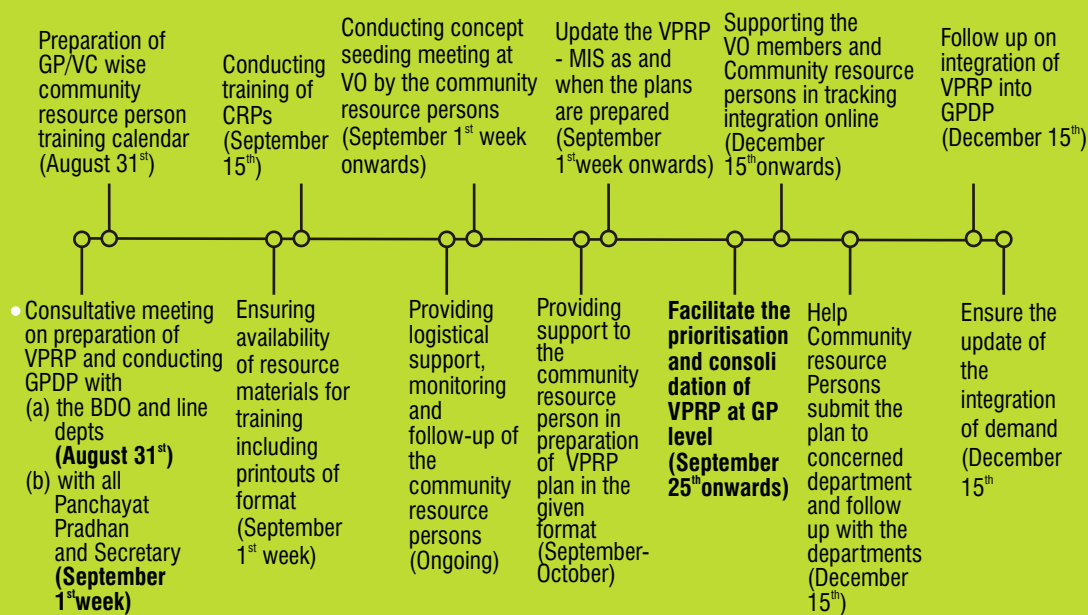 Preparation of
GP/VC wise
community
resource person
training calendar
(August 31st)
Conducting
training of
CRPs
(September
15th)
Conducting concept
seeding meeting at
VO by the community
resource persons
(September 1st week
onwards)
Update the VPRP
- MIS as and
when the plans
are prepared
(September
1st week onwards)
Supporting the
VO members and
Community resource
persons in tracking
integration online
(December
15th onwards)
Follow up on
integration of
VPRP into
GPDP
(December 15th)
• Consultative meeting
on preparation of
VPRP and conducting
GPDP with
(a) the BDO and line
depts
(August 31st)
(b) with all
Panchayat
Pradhan
and Secretary
(September
1st week)
Ensuring
availability
of resource
materials for
training
including
printouts of
format
(September
1st week)
Providing
logistical
support,
monitoring
and
follow-up of
the
community
resource
persons
(Ongoing)
Providing
support to
the
community
resource
person in
preparation
of VPRP
plan in the
given
format
(September-
October)
Facilitate the
prioritisation
and consoli
dation of
VPRP at GP
level
(September
25th onwards)
Help
Community
resource
Persons
submit the
plan to
concerned
department
and follow
up with the
departments
(December
15th)
Ensure the
update of
the
integration
of demand
(December
15th